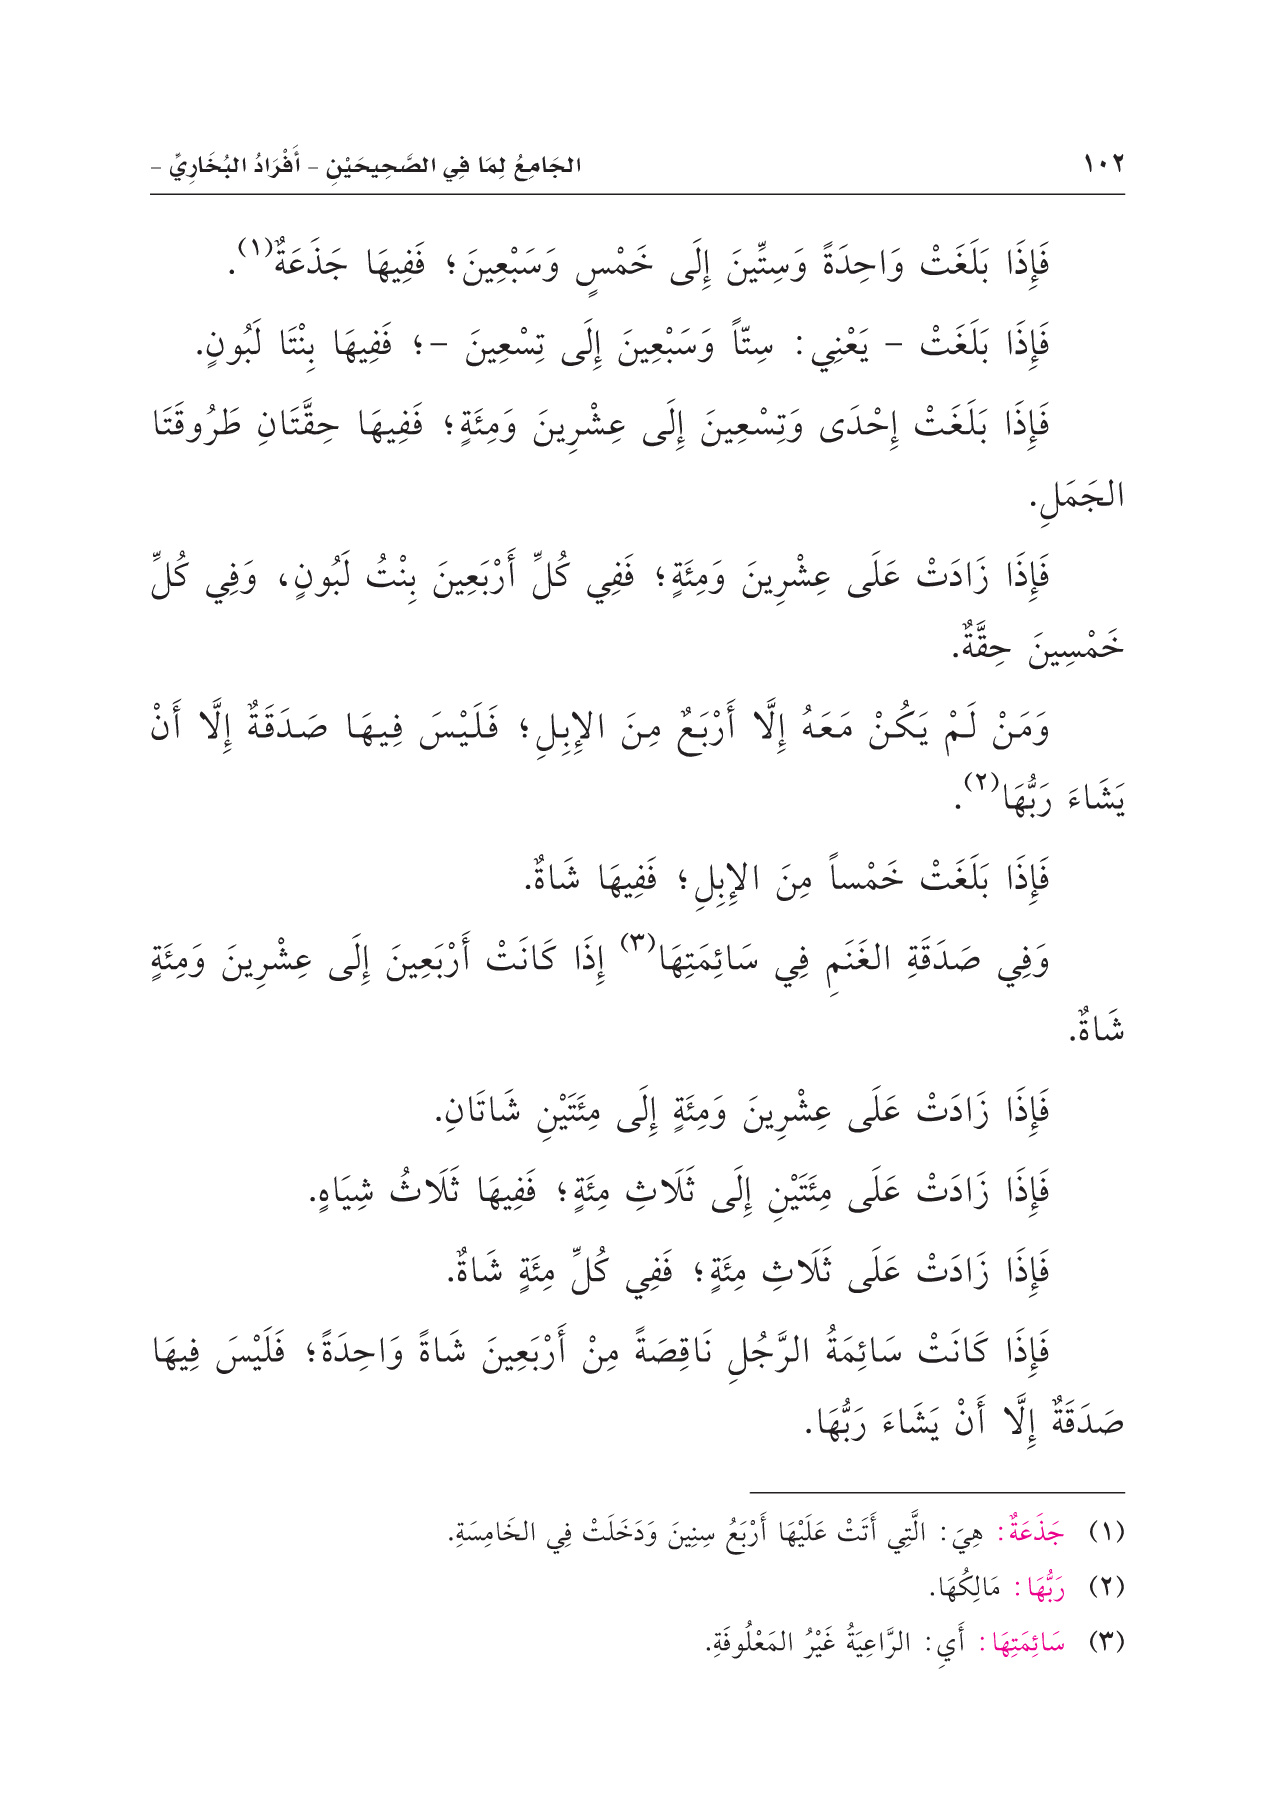 ١٠٢ الجَامِعُ لِمَا فِي الصَّحِيحَيْنِ – أَفْرَادُ البُخَارِيِّ –
فَإِذَا بَلَغَتْ وَاحِدَةً وَسِتِّينَ إِلَى خَمْسٍ وَسَبْعِينَ؛ فَفِيهَا جَذَعَةٌ(١).
فَإِذَا بَلَغَتْ – يَعْنِي: سِتّاً وَسَبْعِينَ إِلَى تِسْعِينَ –؛ فَفِيهَا بِنْتَا لَبُونٍ.
فَإِذَا بَلَغَتْ إِحْدَى وَتِسْعِينَ إِلَى عِشْرِينَ وَمِئَةٍ؛ فَفِيهَا حِقَّتَانِ طَرُوقَتَا
الجَمَلِ.
فَإِذَا زَادَتْ عَلَى عِشْرِينَ وَمِئَةٍ؛ فَفِي كُلِّ أَرْبَعِينَ بِنْتُ لَبُونٍ، وَفِي كُلِّ
خَمْسِينَ حِقَّةٌ.
وَمَنْ لَمْ يَكُنْ مَعَهُ إِلَّا أَرْبَعٌ مِنَ الإِبِلِ؛ فَلَيْسَ فِيهَا صَدَقَةٌ إِلَّا أَنْ
يَشَاءَ رَبُّهَا(٢).
فَإِذَا بَلَغَتْ خَمْساً مِنَ الإِبِلِ؛ فَفِيهَا شَاةٌ.
وَفِي صَدَقَةِ الغَنَمِ فِي سَائِمَتِهَا(٣) إِذَا كَانَتْ أَرْبَعِينَ إِلَى عِشْرِينَ وَمِئَةٍ
شَاةٌ.
فَإِذَا زَادَتْ عَلَى عِشْرِينَ وَمِئَةٍ إِلَى مِئَتَيْنِ شَاتَانِ.
فَإِذَا زَادَتْ عَلَى مِئَتَيْنِ إِلَى ثَلَاثِ مِئَةٍ؛ فَفِيهَا ثَلَاثُ شِيَاهٍ.
فَإِذَا زَادَتْ عَلَى ثَلَاثِ مِئَةٍ؛ فَفِي كُلِّ مِئَةٍ شَاةٌ.
فَإِذَا كَانَتْ سَائِمَةُ الرَّجُلِ نَاقِصَةً مِنْ أَرْبَعِينَ شَاةً وَاحِدَةً؛ فَلَيْسَ فِيهَا
صَدَقَةٌ إِلَّا أَنْ يَشَاءَ رَبُّهَا.
(١) جَذَعَةٌ: هِيَ: الَّتِي أَتَتْ عَلَيْهَا أَرْبَعُ سِنِينَ وَدَخَلَتْ فِي الخَامِسَةِ.
(٢) رَبُّهَا: مَالِكُهَا.
(٣) سَائِمَتِهَا: أَيِ: الرَّاعِيَةُ غَيْرُ المَعْلُوفَةِ.